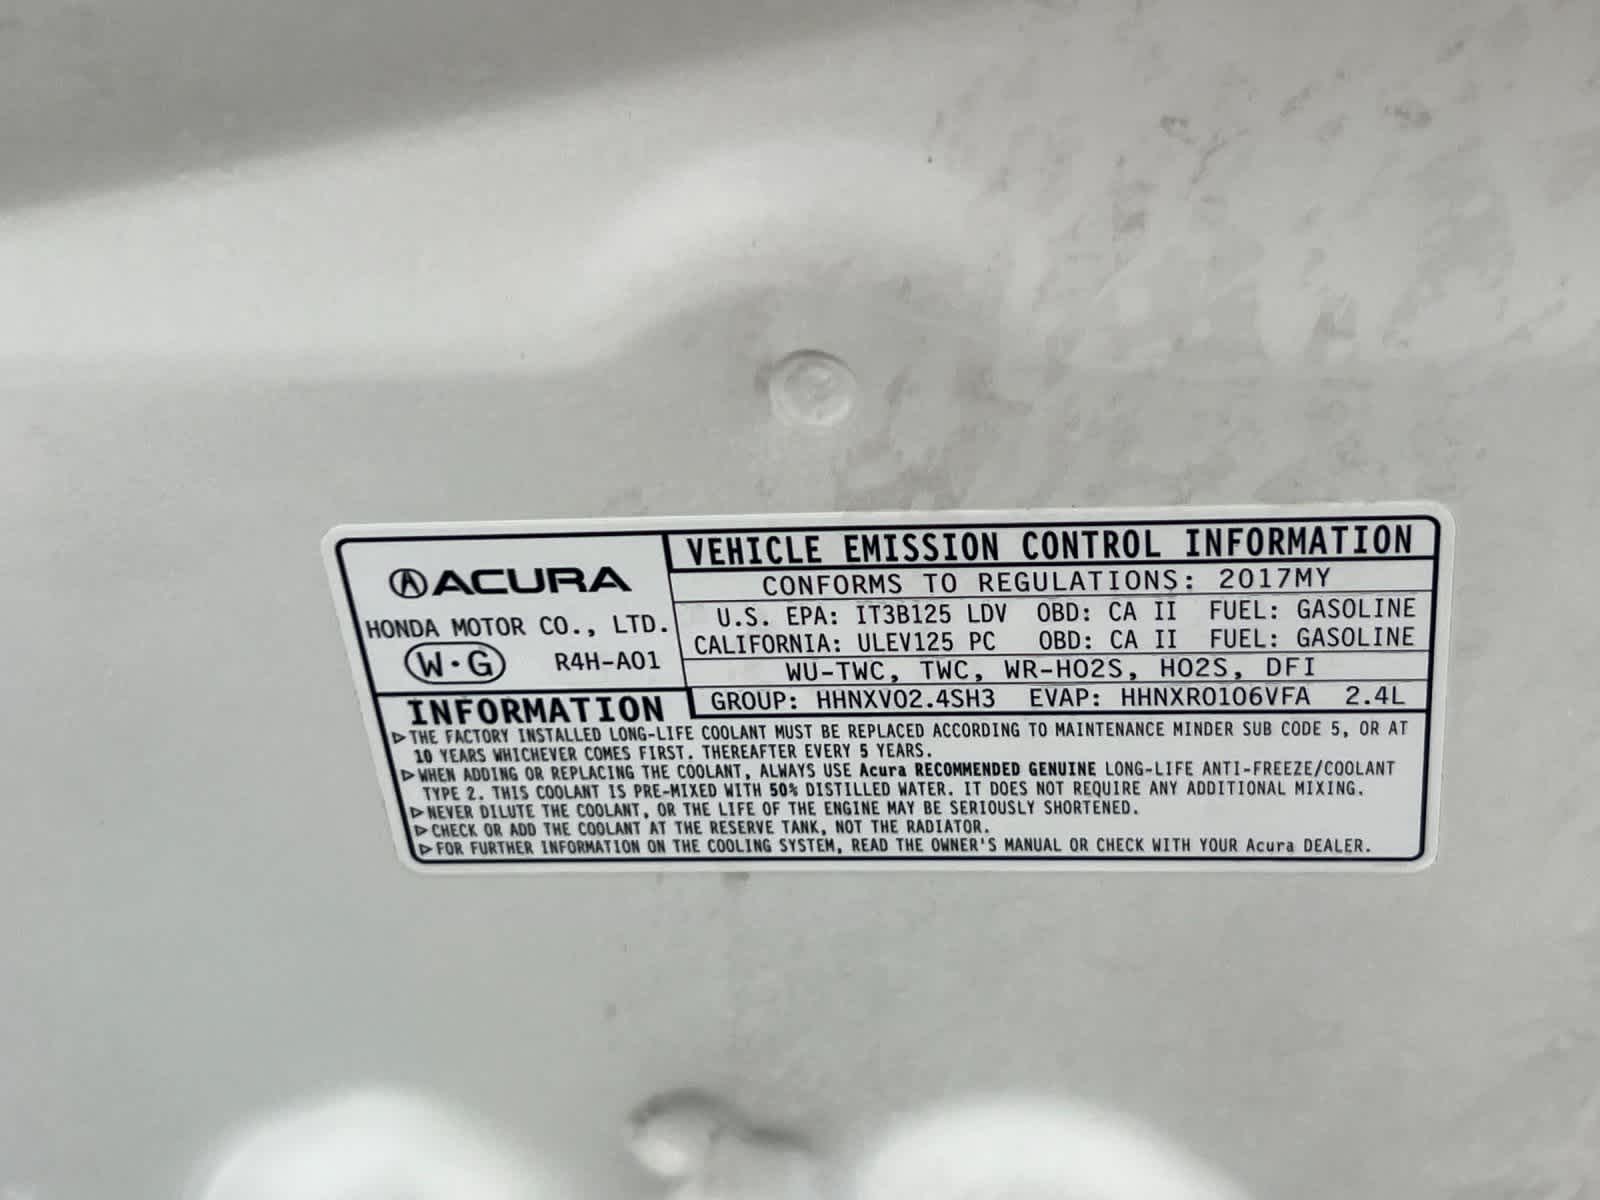 ACURA
HONDA MOTOR CO., LTD.
W·G R4H-A01
VEHICLE EMISSION CONTROL INFORMATION
CONFORMS TO REGULATIONS: 2017MY
U.S. EPA: IT3B125 LDV OBD: CA II FUEL: GASOLINE
CALIFORNIA: ULEV125 PC OBD: CA II FUEL: GASOLINE
WU-TWC, TWC, WR-HO2S, HO2S, DFI
GROUP: HHNXV02.4SH3 EVAP: HHNXR0106VFA 2.4L
INFORMATION
▷THE FACTORY INSTALLED LONG-LIFE COOLANT MUST BE REPLACED ACCORDING TO MAINTENANCE MINDER SUB CODE 5, OR AT
10 YEARS WHICHEVER COMES FIRST. THEREAFTER EVERY 5 YEARS.
▷WHEN ADDING OR REPLACING THE COOLANT, ALWAYS USE Acura RECOMMENDED GENUINE LONG-LIFE ANTI-FREEZE/COOLANT
TYPE 2. THIS COOLANT IS PRE-MIXED WITH 50% DISTILLED WATER. IT DOES NOT REQUIRE ANY ADDITIONAL MIXING.
▷NEVER DILUTE THE COOLANT, OR THE LIFE OF THE ENGINE MAY BE SERIOUSLY SHORTENED.
▷CHECK OR ADD THE COOLANT AT THE RESERVE TANK, NOT THE RADIATOR.
▷FOR FURTHER INFORMATION ON THE COOLING SYSTEM, READ THE OWNER'S MANUAL OR CHECK WITH YOUR Acura DEALER.